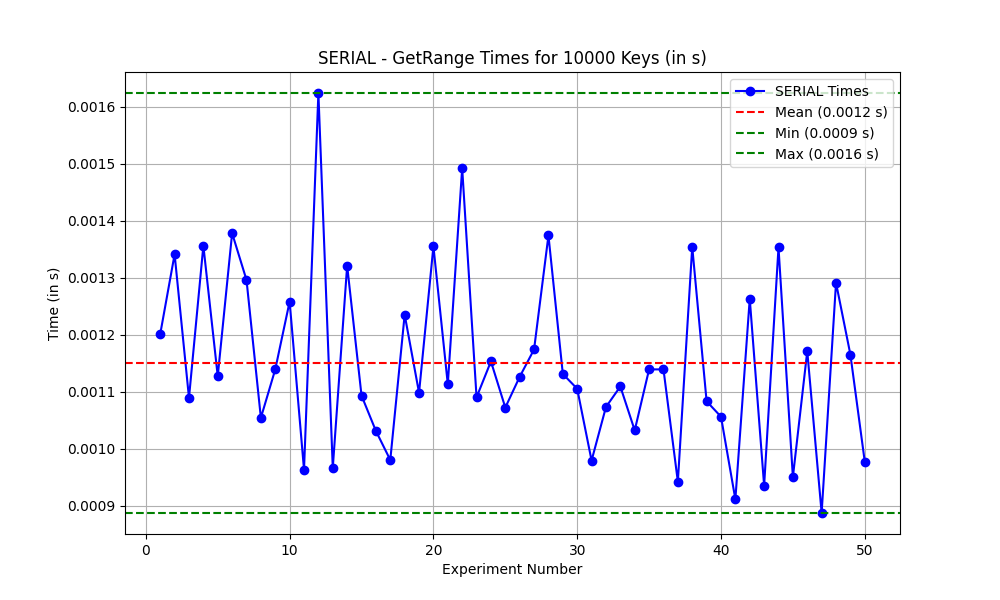 SERIAL - GetRange Times for 10000 Keys (in s)
SERIAL Times
Mean (0.0012 s)
Min (0.0009 s)
Max (0.0016 s)
Time (in s)
0.0016
0.0015
0.0014
0.0013
0.0012
0.0011
0.0010
0.0009
0 10 20 30 40 50
Experiment Number